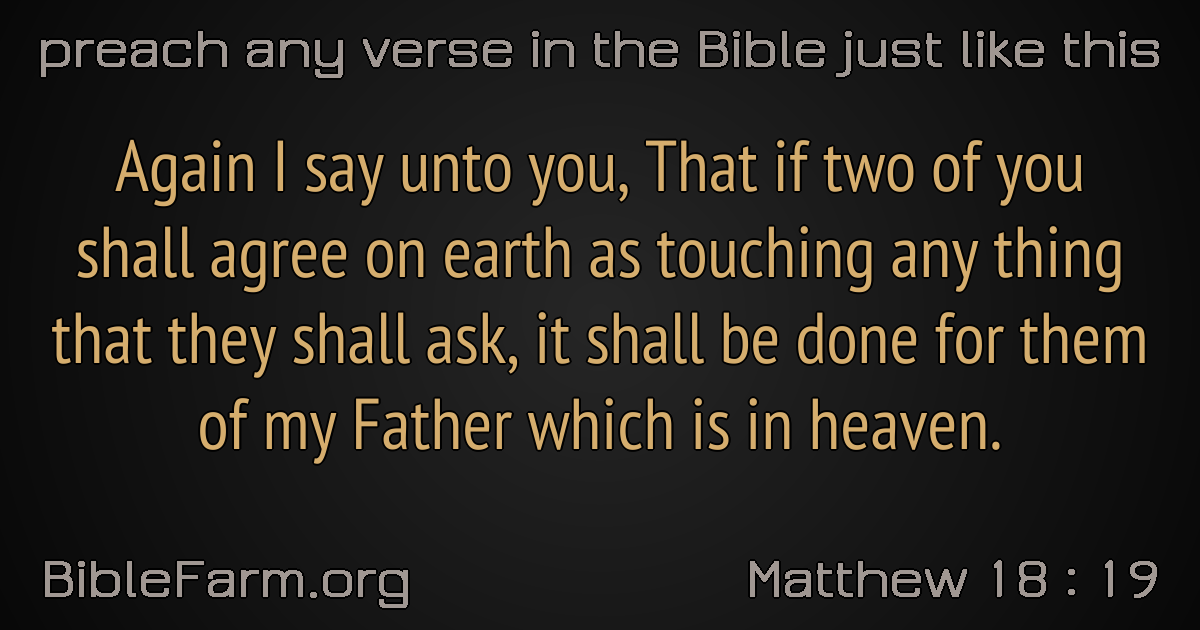 preach any verse in the Bible just like this
Again I say unto you, That if two of you
shall agree on earth as touching any thing
that they shall ask, it shall be done for them
of my Father which is in heaven.
BibleFarm.org
Matthew 18 : 19